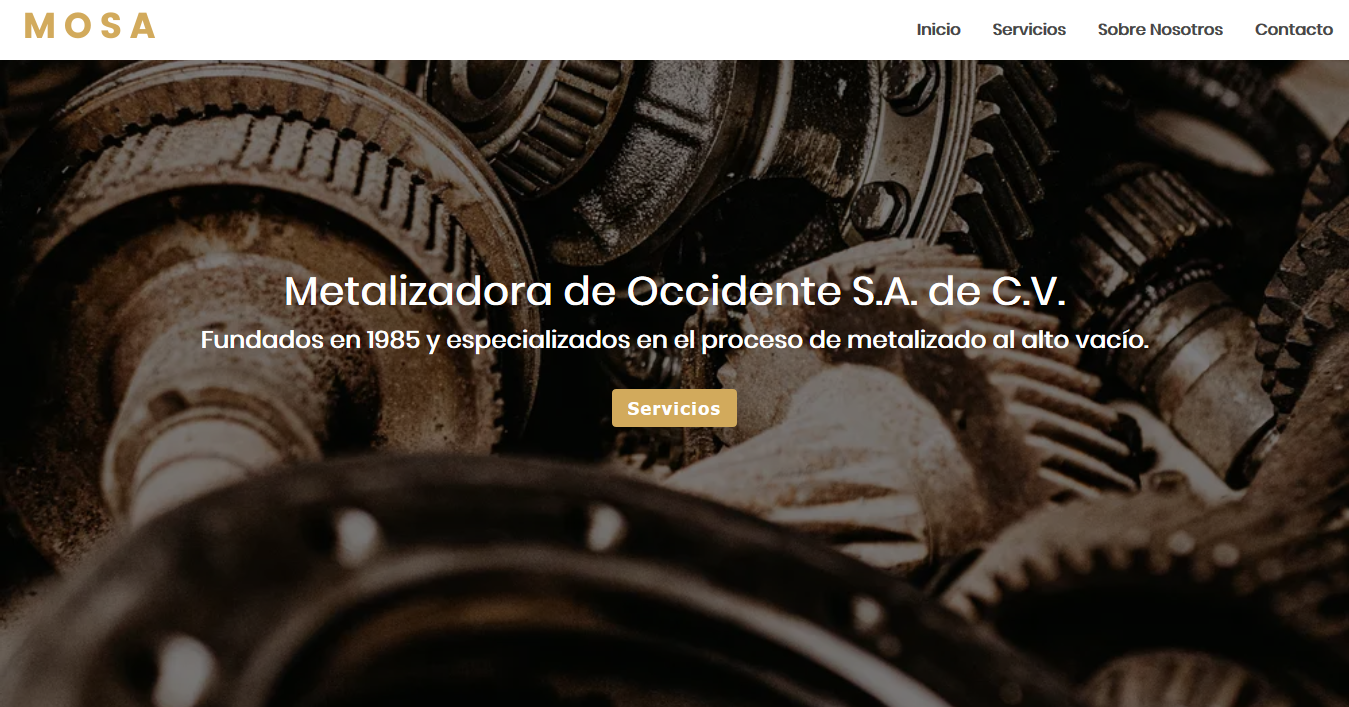 MOSA
Inicio Servicios Sobre Nosotros Contacto
Metalizadora de Occidente S.A. de C.V.
Fundados en 1985 y especializados en el proceso de metalizado al alto vacío.
Servicios